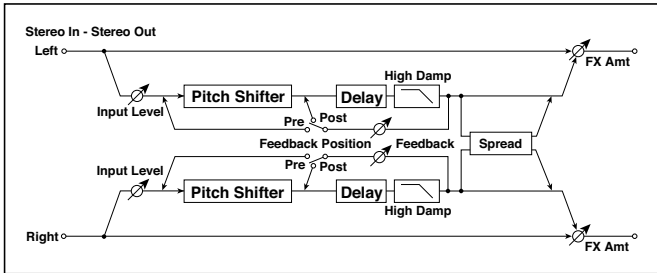 Stereo In - Stereo Out
Left
FX Amt
High Damp
Pitch Shifter
Delay
Input Level
Pre
Post
Feedback Position
Feedback
Spread
Pre
Post
Input Level
Pitch Shifter
Delay
High Damp
Right
FX Amt